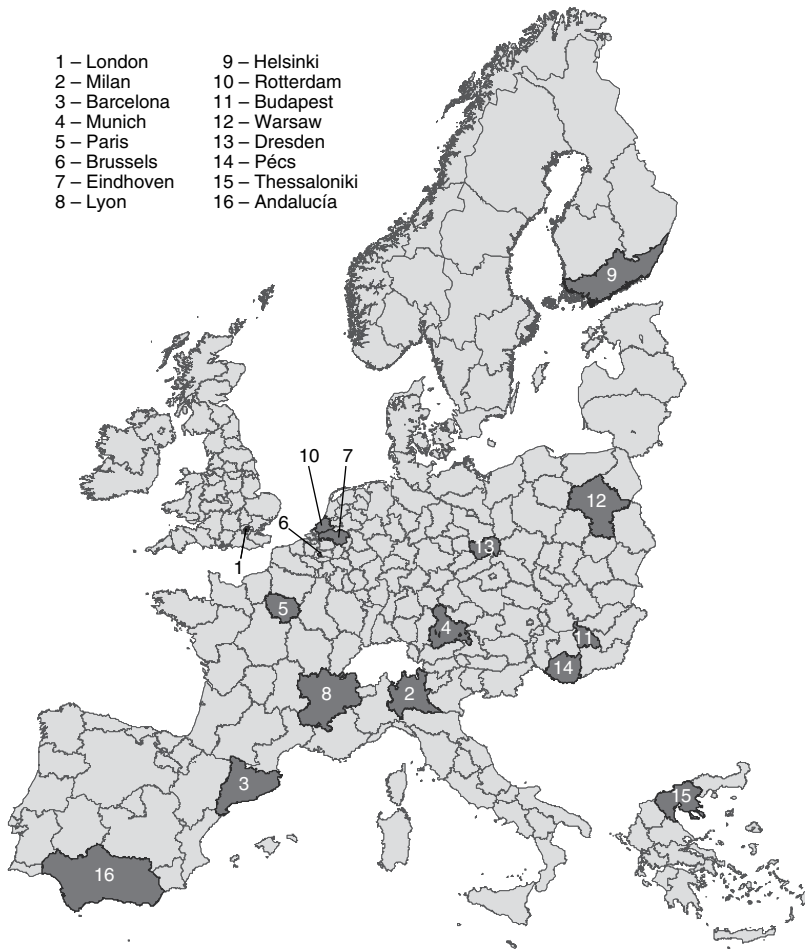 1 – London
2 – Milan
3 – Barcelona
4 – Munich
5 – Paris
6 – Brussels
7 – Eindhoven
8 – Lyon
9 – Helsinki
10 – Rotterdam
11 – Budapest
12 – Warsaw
13 – Dresden
14 – Pécs
15 – Thessaloniki
16 – Andalucía
9
10
7
12
6
13
1
5
4
11
14
8
2
3
15
16